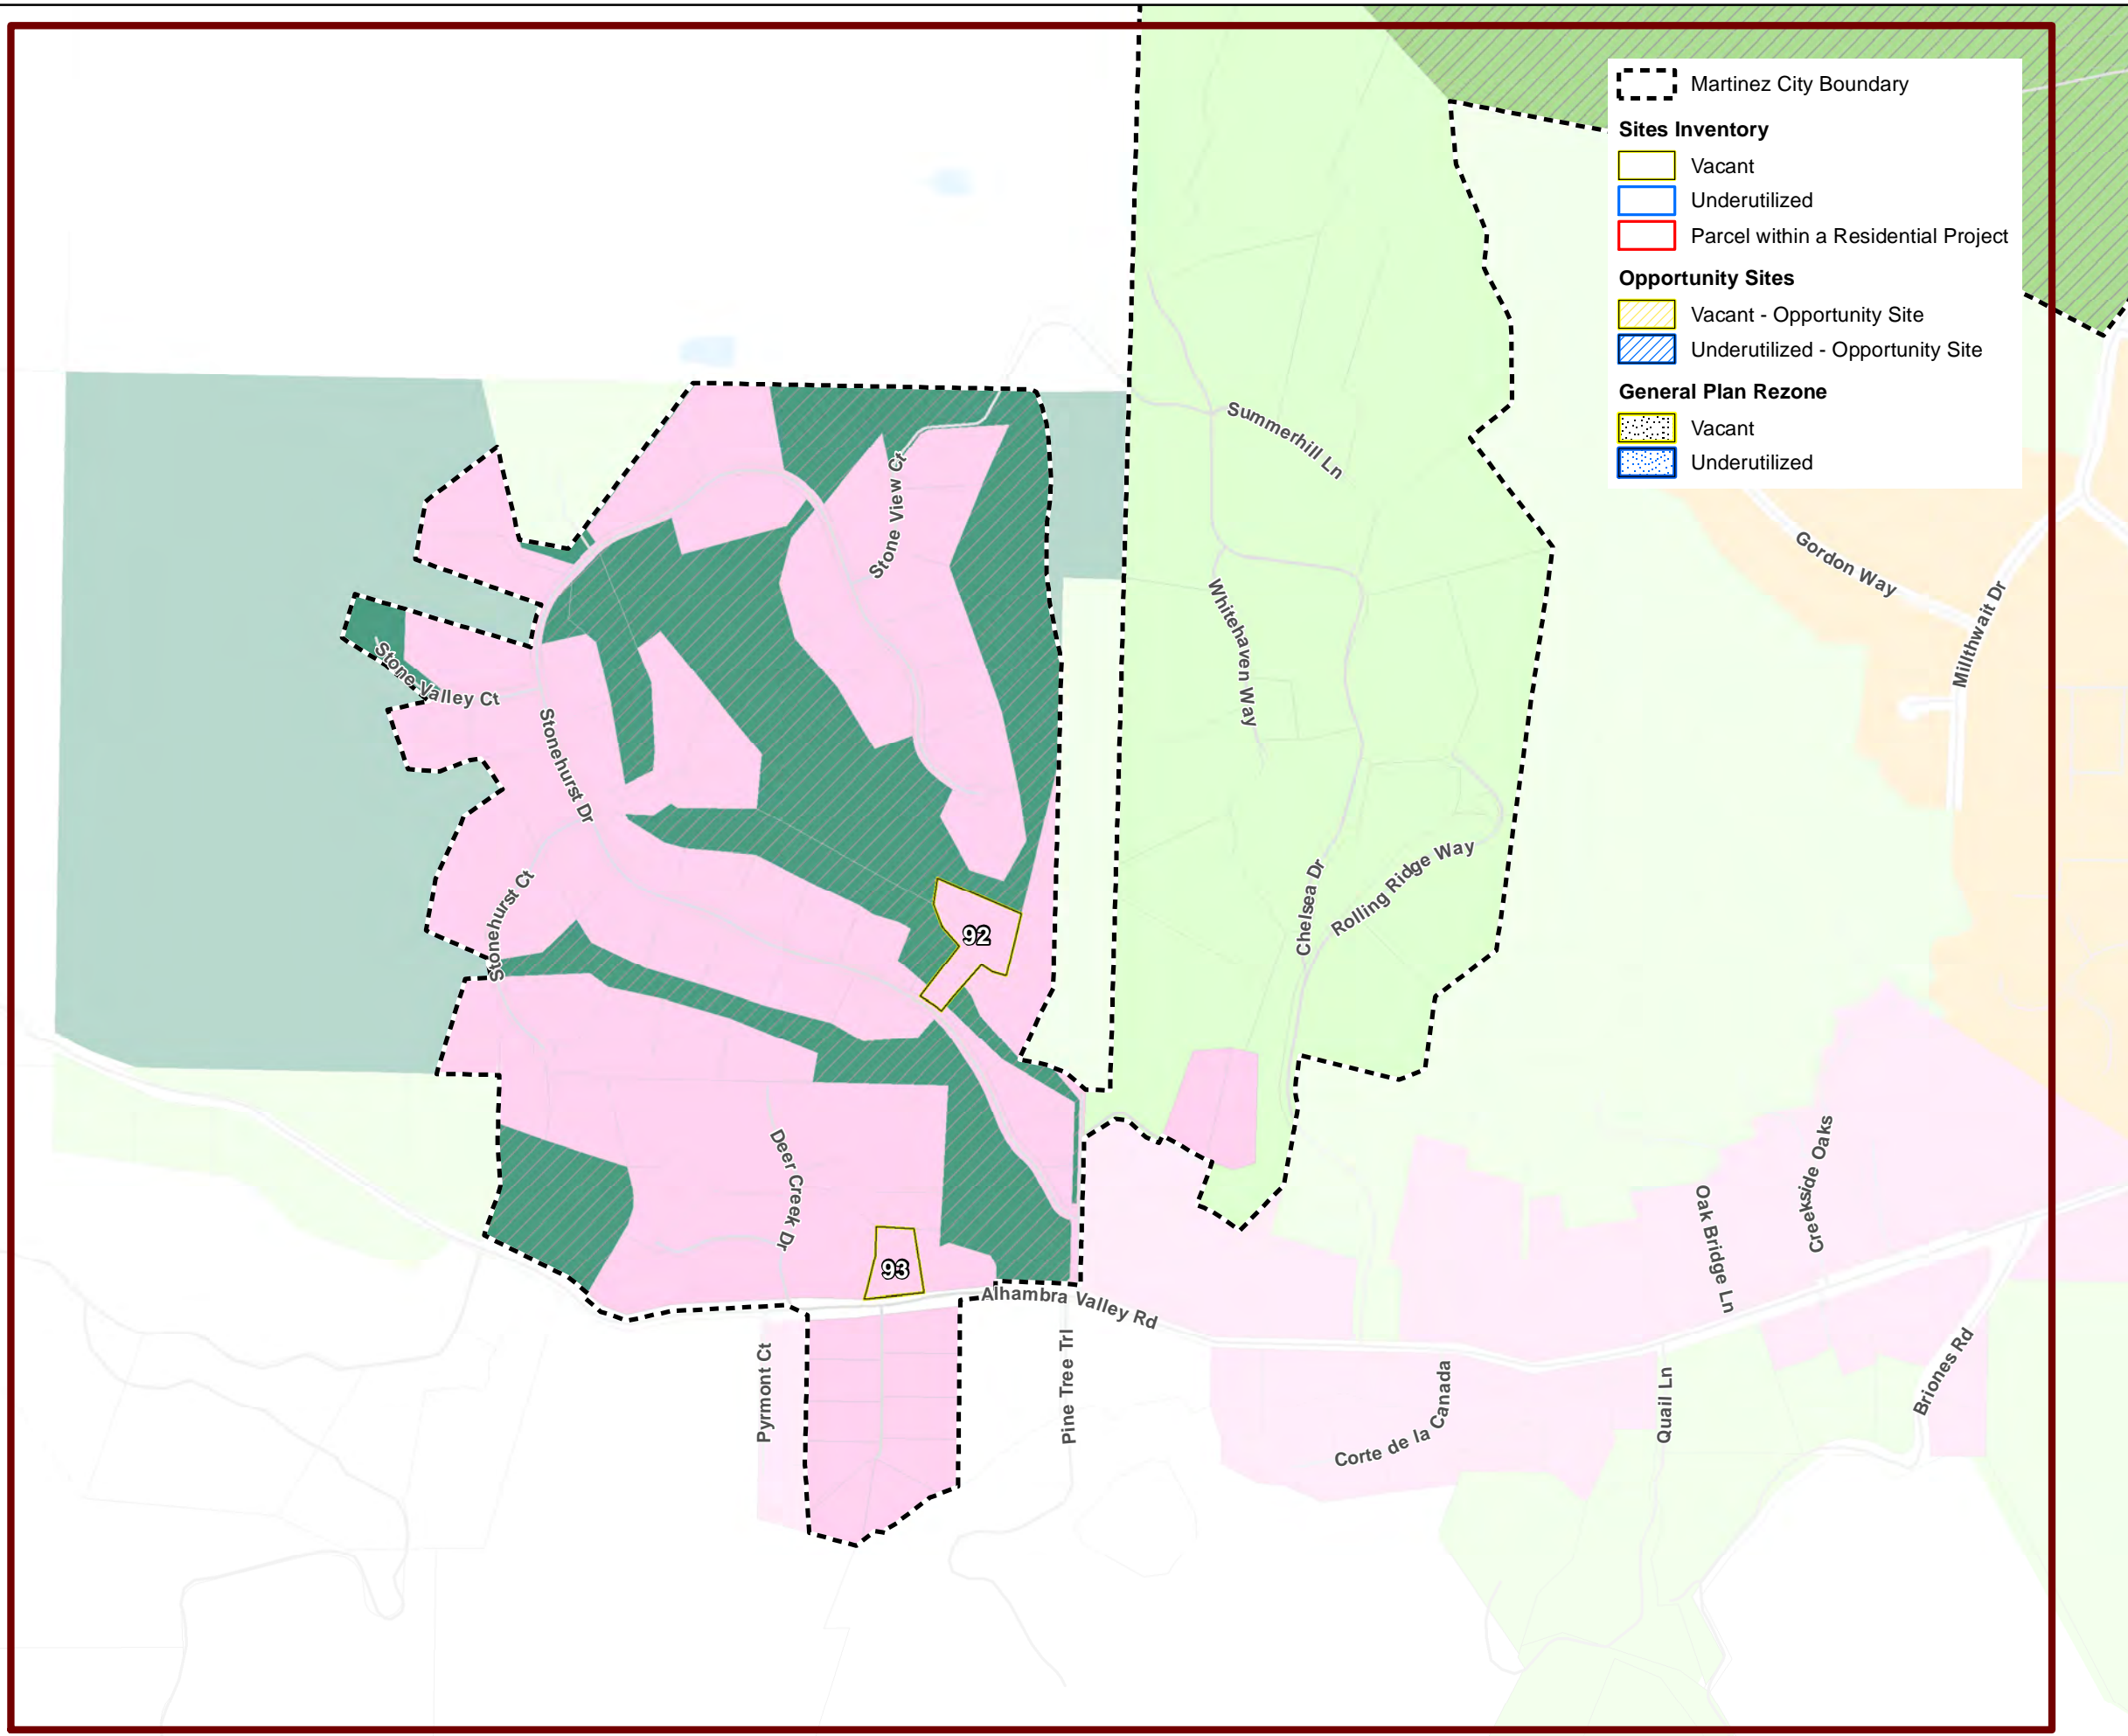 Martinez City Boundary
Sites Inventory
Vacant
Underutilized
Parcel within a Residential Project
Opportunity Sites
Vacant - Opportunity Site
Underutilized - Opportunity Site
General Plan Rezone
Vacant
Underutilized
Summerhill Ln
Stone View Ct
Gordon Way
Millthwait Dr
Whitehaven Way
Stone Valley Ct
Stonehurst Dr
Stonehurst Ct
Chelsea Dr
Rolling Ridge Way
92
Deer Creek Dr
93
Alhambra Valley Rd
Oak Bridge Ln
Creekside Oaks
Pyrmont Ct
Pine Tree Trl
Corte de la Canada
Quail Ln
Briones Rd